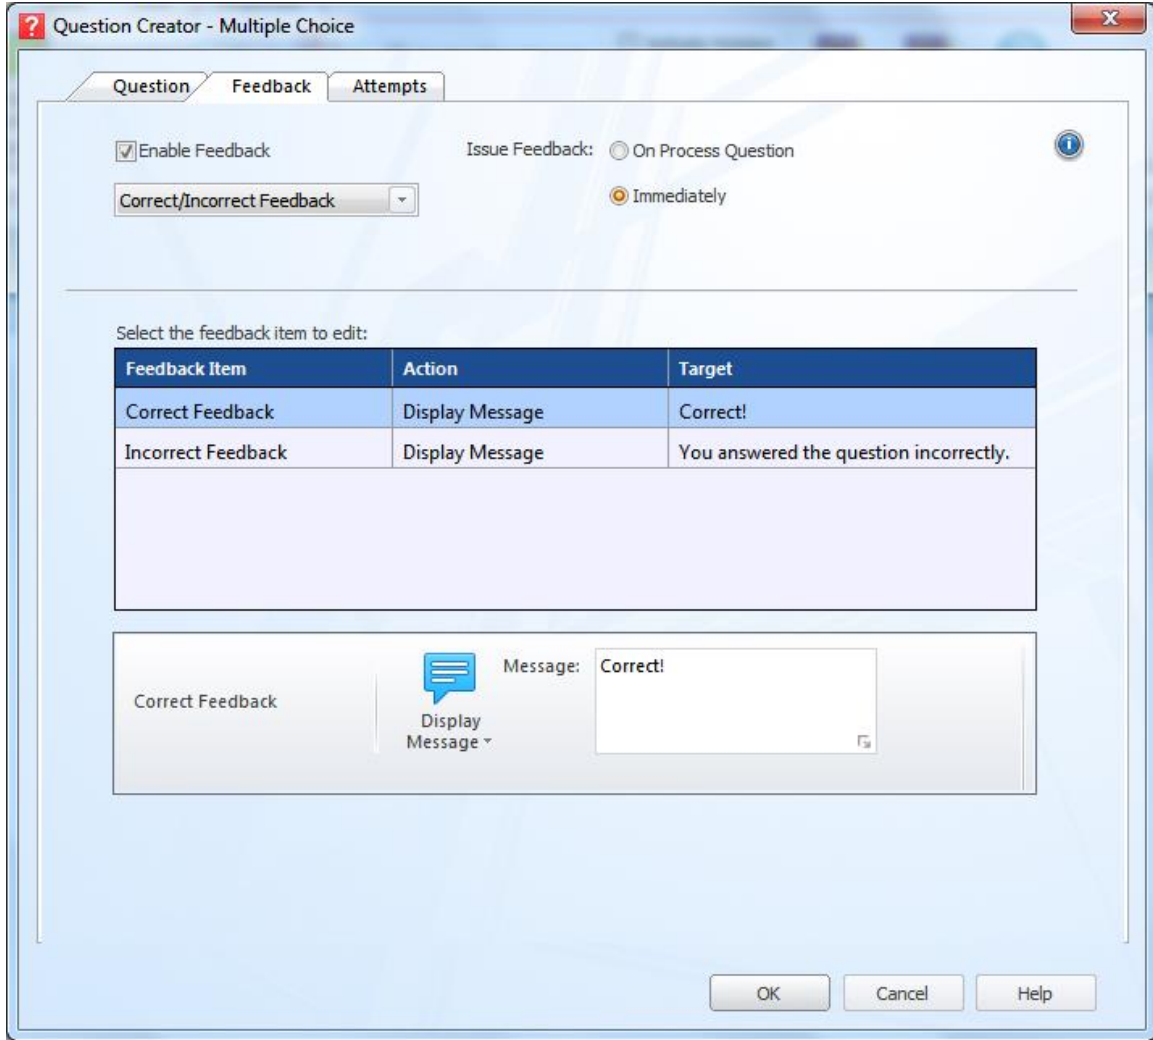 Question Creator - Multiple Choice
Question Feedback Attempts
Enable Feedback Issue Feedback: On Process Question
Correct/Incorrect Feedback Immediately
Select the feedback item to edit:
Feedback Item Action Target
Correct Feedback Display Message Correct!
Incorrect Feedback Display Message You answered the question incorrectly.
Message: Correct!
Correct Feedback
Display
Message
OK Cancel Help